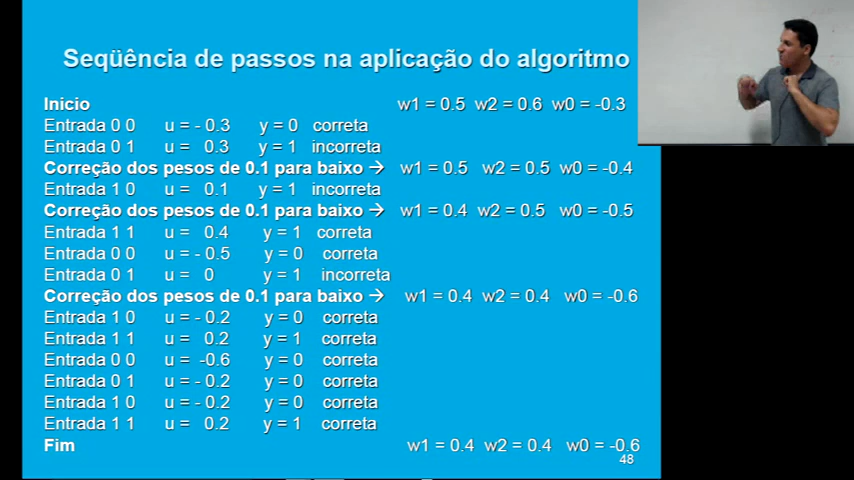 Seqüência de passos na aplicação do algoritmo
Inicio w1 = 0.5 w2 = 0.6 w0 = -0.3
Entrada 0 0 u = - 0.3 y = 0 correta
Entrada 0 1 u = 0.3 y = 1 incorreta
Correção dos pesos de 0.1 para baixo → w1 = 0.5 w2 = 0.5 w0 = -0.4
Entrada 1 0 u = 0.1 y = 1 incorreta
Correção dos pesos de 0.1 para baixo → w1 = 0.4 w2 = 0.5 w0 = -0.5
Entrada 1 1 u = 0.4 y = 1 correta
Entrada 0 0 u = - 0.5 y = 0 correta
Entrada 0 1 u = 0 y = 1 incorreta
Correção dos pesos de 0.1 para baixo → w1 = 0.4 w2 = 0.4 w0 = -0.6
Entrada 1 0 u = - 0.2 y = 0 correta
Entrada 1 1 u = 0.2 y = 1 correta
Entrada 0 0 u = -0.6 y = 0 correta
Entrada 0 1 u = - 0.2 y = 0 correta
Entrada 1 0 u = - 0.2 y = 0 correta
Entrada 1 1 u = 0.2 y = 1 correta
Fim w1 = 0.4 w2 = 0.4 w0 = -0.6
48